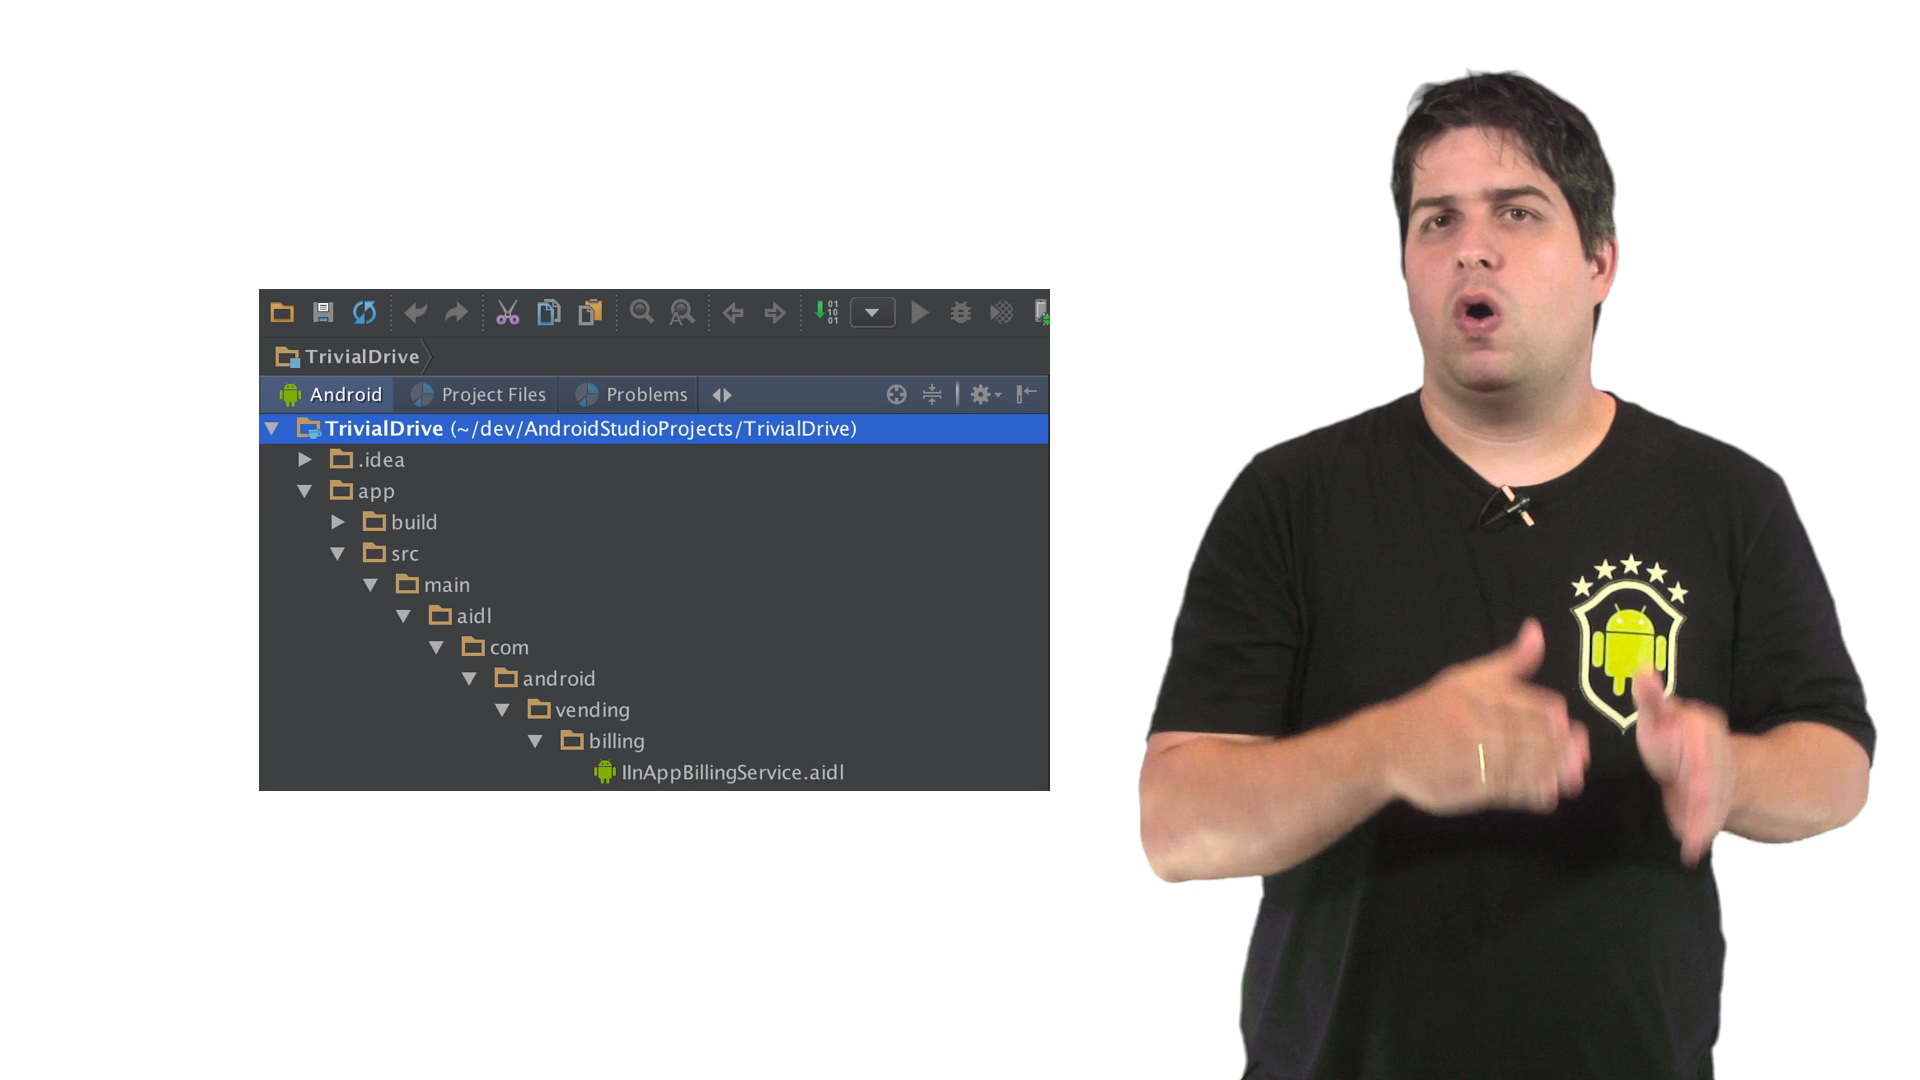 TrivialDrive
Android Project Files Problems
TrivialDrive (~/dev/AndroidStudioProjects/TrivialDrive)
.idea
app
build
src
main
aidl
com
android
vending
billing
IInAppBillingService.aidl